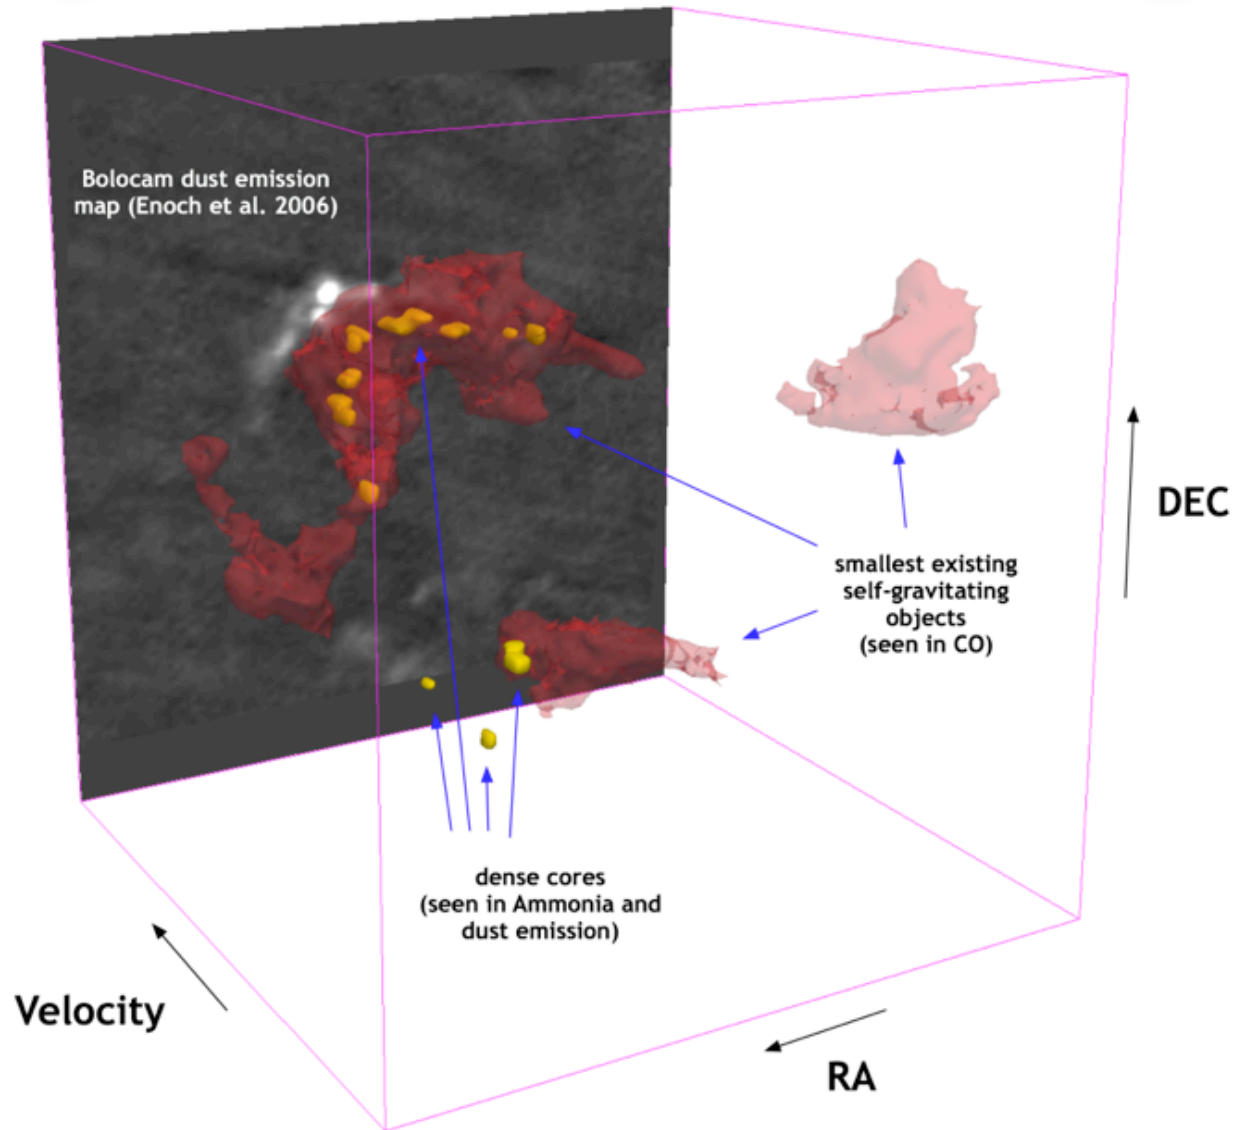 Bolocam dust emission
map (Enoch et al. 2006)
DEC
smallest existing
self-gravitating
objects
(seen in CO)
dense cores
(seen in Ammonia and
dust emission)
Velocity
RA